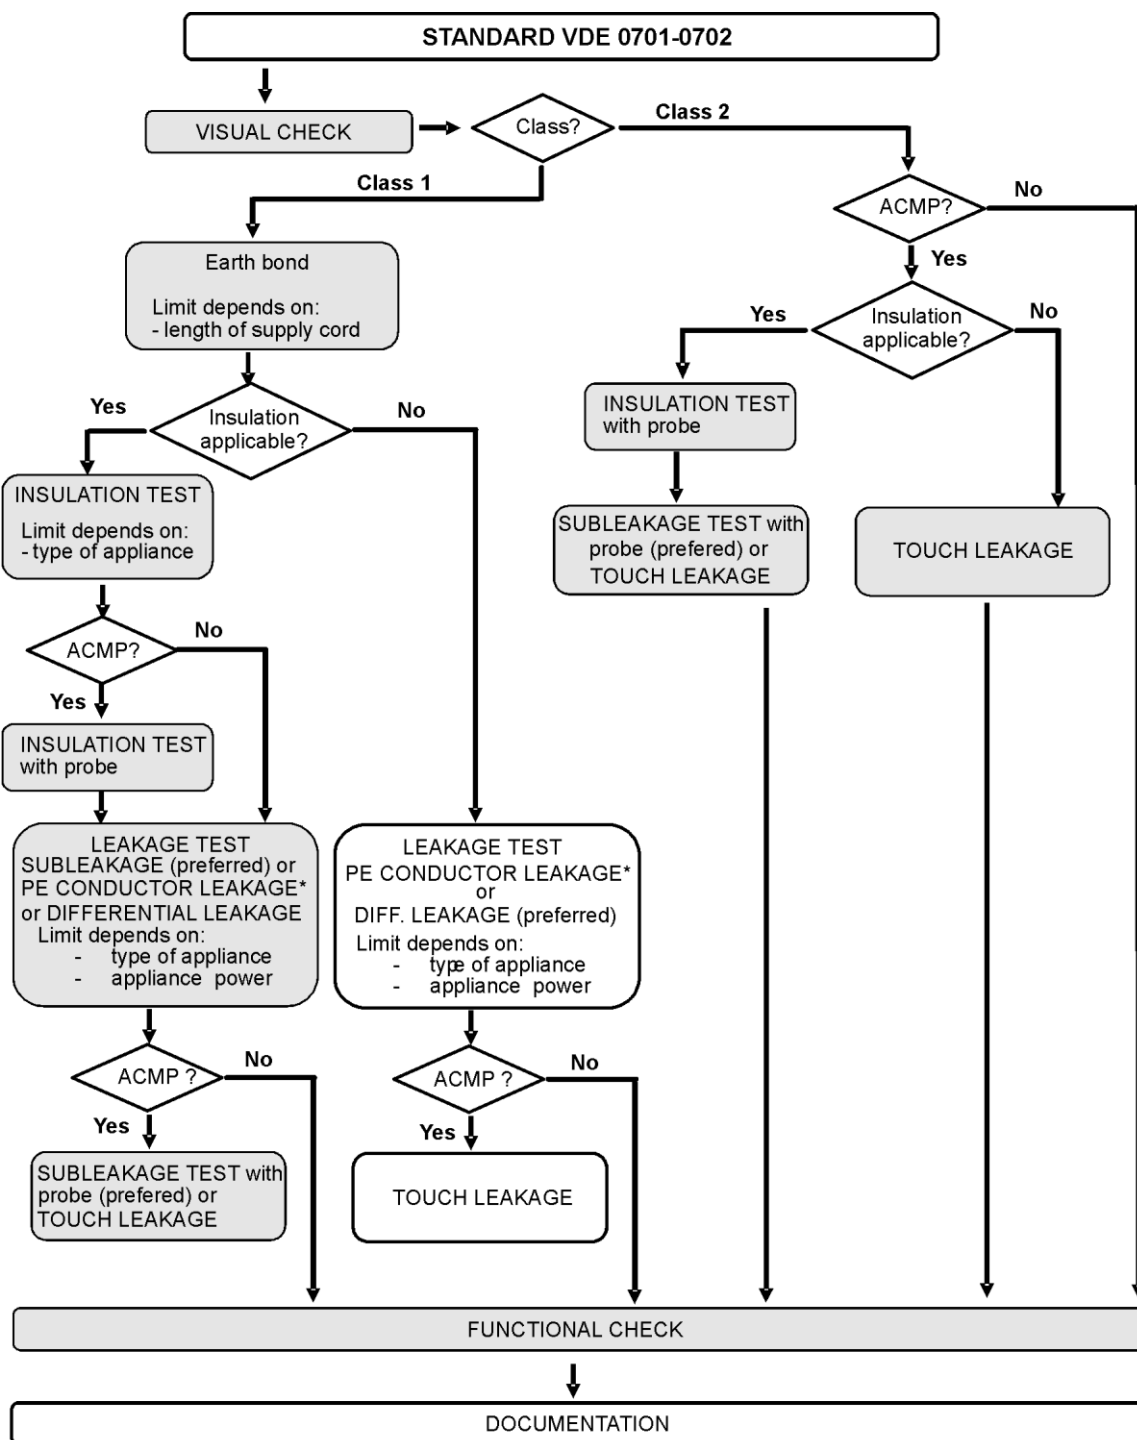 STANDARD VDE 0701-0702
VISUAL CHECK
Class?
Class 2
Class 1
ACMP?
No
Yes
Earth bond
Limit depends on:
- length of supply cord
Insulation
applicable?
Yes
No
INSULATION TEST
with probe
SUBLEAKAGE TEST with
probe (prefered) or
TOUCH LEAKAGE
TOUCH LEAKAGE
Yes
Insulation
applicable?
No
INSULATION TEST
Limit depends on:
- type of appliance
ACMP?
No
Yes
INSULATION TEST
with probe
LEAKAGE TEST
SUBLEAKAGE (preferred) or
PE CONDUCTOR LEAKAGE*
or DIFFERENTIAL LEAKAGE
Limit depends on:
- type of appliance
- appliance power
LEAKAGE TEST
PE CONDUCTOR LEAKAGE*
or
DIFF. LEAKAGE (preferred)
Limit depends on:
- type of appliance
- appliance power
ACMP ?
No
Yes
SUBLEAKAGE TEST with
probe (prefered) or
TOUCH LEAKAGE
ACMP ?
No
Yes
TOUCH LEAKAGE
FUNCTIONAL CHECK
DOCUMENTATION